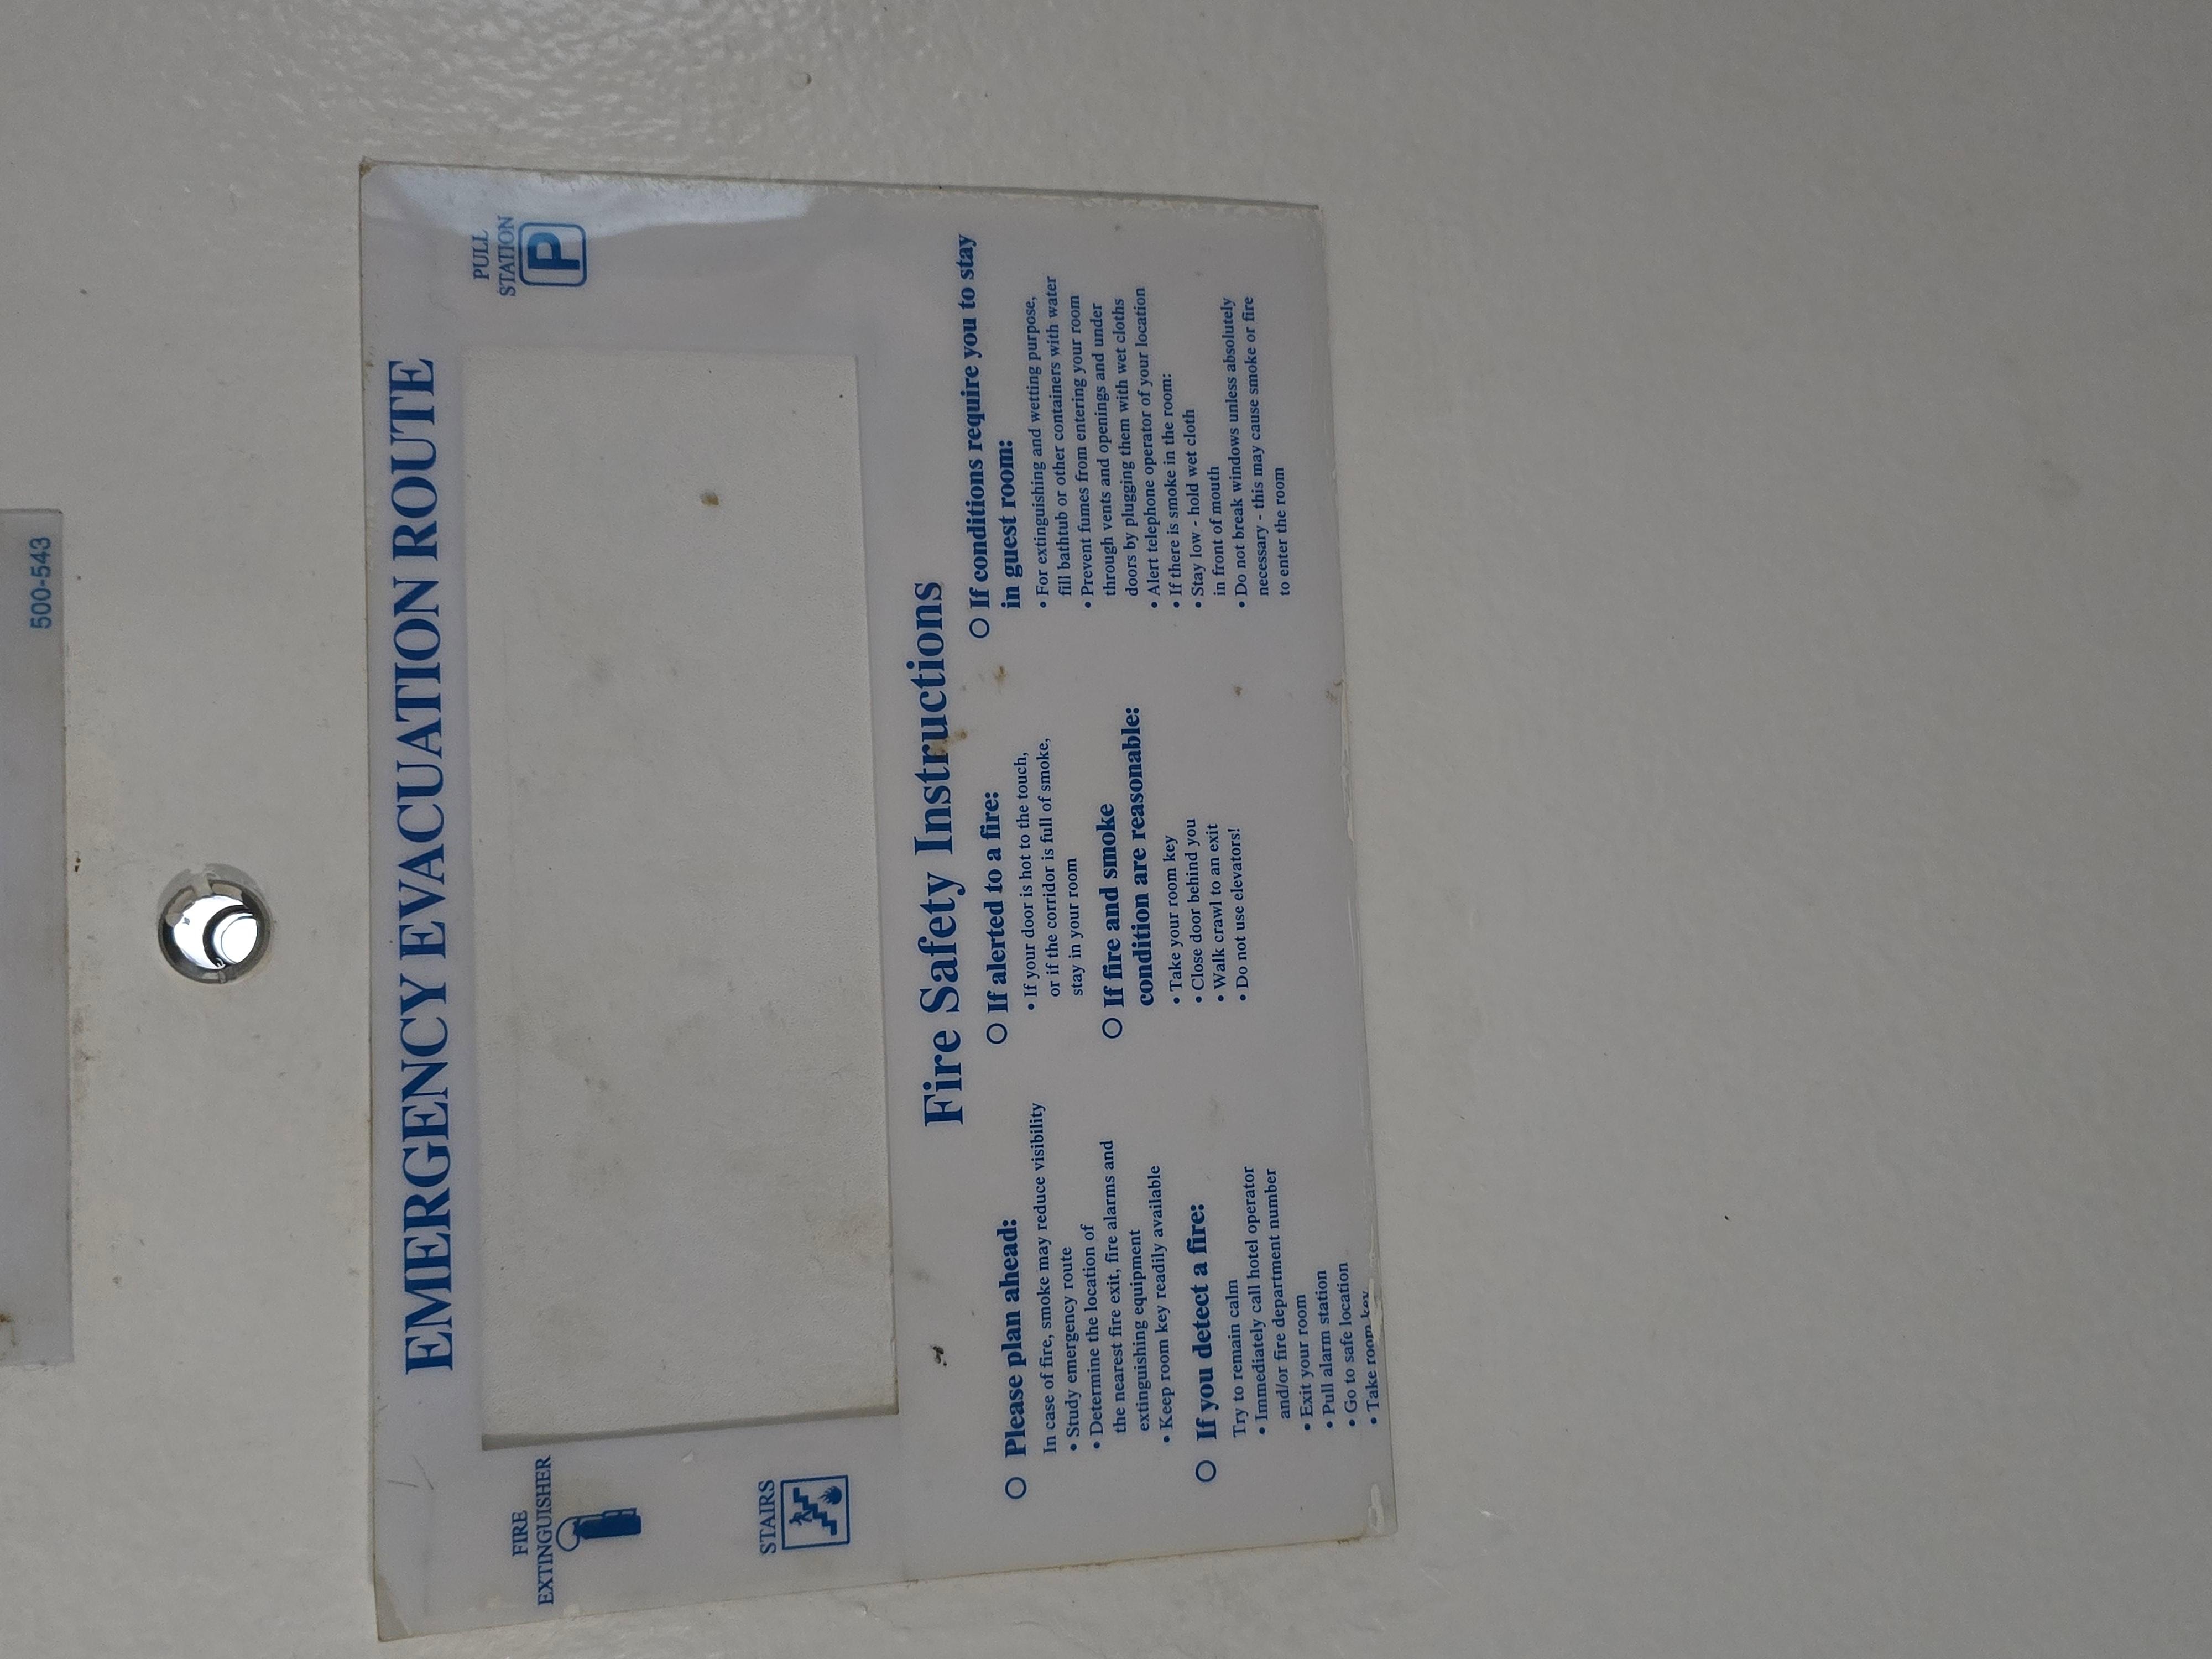 500-543
EMERGENCY EVACUATION ROUTE
FIRE
EXTINGUISHER
PULL
STATION
P
STAIRS
Fire Safety Instructions
Please plan ahead:
In case of fire, smoke may reduce visibility
• Study emergency route
• Determine the location of
the nearest fire exit, fire alarms and
extinguishing equipment
• Keep room key readily available
If you detect a fire:
Try to remain calm
• Immediately call hotel operator
and/or fire department number
• Exit your room
• Pull alarm station
• Go to safe location
• Take room key
If alerted to a fire:
• If your door is hot to the touch,
or if the corridor is full of smoke,
stay in your room
If fire and smoke
condition are reasonable:
• Take your room key
• Close door behind you
• Walk crawl to an exit
• Do not use elevators!
If conditions require you to stay
in guest room:
• For extinguishing and wetting purpose,
fill bathtub or other containers with water
• Prevent fumes from entering your room
through vents and openings and under
doors by plugging them with wet cloths
• Alert telephone operator of your location
• If there is smoke in the room:
• Stay low - hold wet cloth
in front of mouth
• Do not break windows unless absolutely
necessary - this may cause smoke or fire
to enter the room